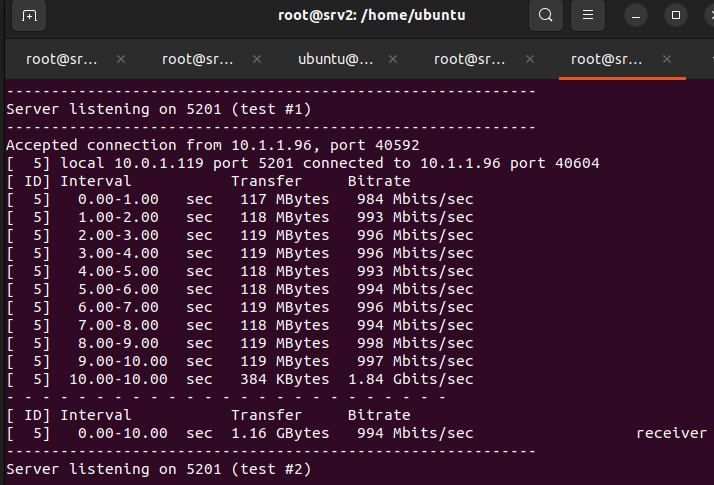 root@srv2: /home/ubuntu
root@sr... × root@sr... × ubuntu@... × root@sr... × root@sr... ×
-----------------------------------------------------------
Server listening on 5201 (test #1)
-----------------------------------------------------------
Accepted connection from 10.1.1.96, port 40592
[  5] local 10.0.1.119 port 5201 connected to 10.1.1.96 port 40604
[ ID] Interval           Transfer     Bitrate
[  5]   0.00-1.00   sec   117 MBytes   984 Mbits/sec
[  5]   1.00-2.00   sec   118 MBytes   993 Mbits/sec
[  5]   2.00-3.00   sec   119 MBytes   996 Mbits/sec
[  5]   3.00-4.00   sec   119 MBytes   996 Mbits/sec
[  5]   4.00-5.00   sec   118 MBytes   993 Mbits/sec
[  5]   5.00-6.00   sec   118 MBytes   994 Mbits/sec
[  5]   6.00-7.00   sec   119 MBytes   996 Mbits/sec
[  5]   7.00-8.00   sec   118 MBytes   994 Mbits/sec
[  5]   8.00-9.00   sec   119 MBytes   998 Mbits/sec
[  5]   9.00-10.00  sec   119 MBytes   997 Mbits/sec
[  5]  10.00-10.00  sec   384 KBytes  1.84 Gbits/sec
- - - - - - - - - - - - - - - - - - - - - - - - -
[ ID] Interval           Transfer     Bitrate
[  5]   0.00-10.00  sec  1.16 GBytes   994 Mbits/sec                  receiver
-----------------------------------------------------------
Server listening on 5201 (test #2)